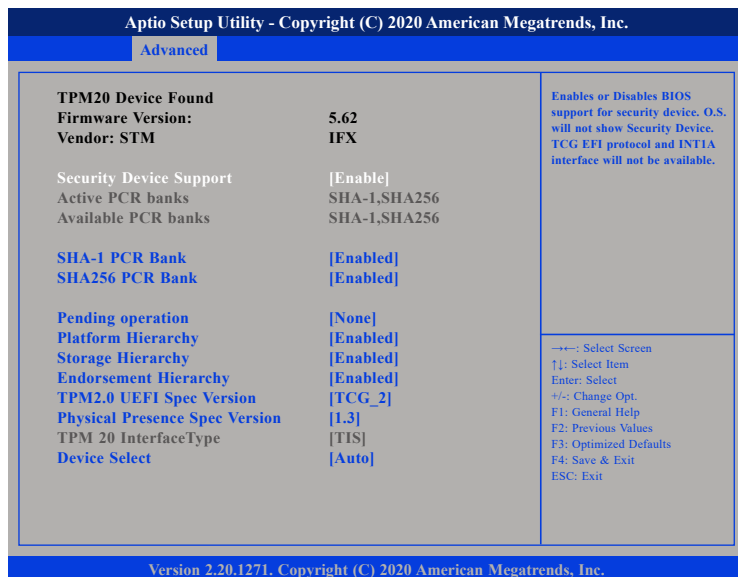 Aptio Setup Utility - Copyright (C) 2020 American Megatrends, Inc.
Advanced
TPM20 Device Found
Firmware Version: 5.62
Vendor: STM IFX
Security Device Support [Enable]
Active PCR banks SHA-1,SHA256
Available PCR banks SHA-1,SHA256
SHA-1 PCR Bank [Enabled]
SHA256 PCR Bank [Enabled]
Pending operation [None]
Platform Hierarchy [Enabled]
Storage Hierarchy [Enabled]
Endorsement Hierarchy [Enabled]
TPM2.0 UEFI Spec Version [TCG_2]
Physical Presence Spec Version [1.3]
TPM 20 InterfaceType [TIS]
Device Select [Auto]
Enables or Disables BIOS
support for security device. O.S.
will not show Security Device.
TCG EFI protocol and INT1A
interface will not be available.
→←: Select Screen
↑↓: Select Item
Enter: Select
+/-: Change Opt.
F1: General Help
F2: Previous Values
F3: Optimized Defaults
F4: Save & Exit
ESC: Exit
Version 2.20.1271. Copyright (C) 2020 American Megatrends, Inc.